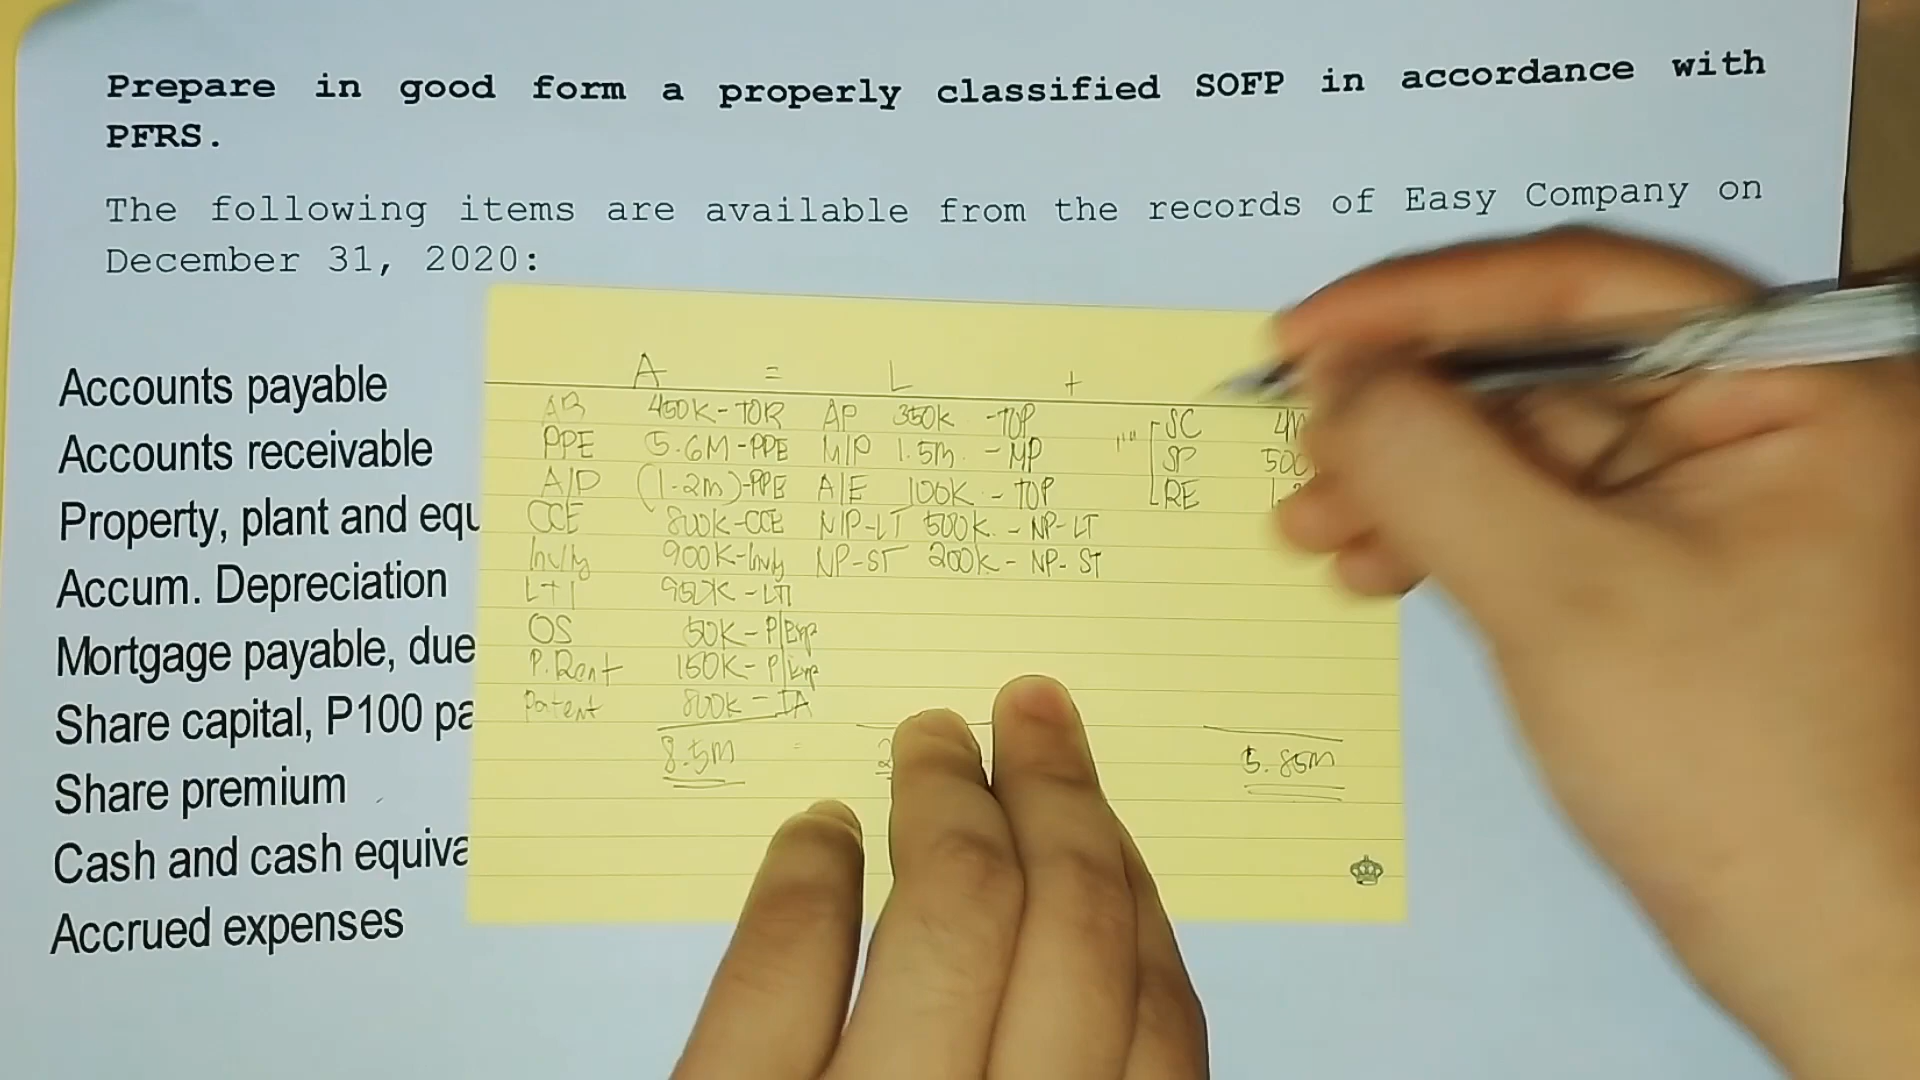 Prepare in good form a properly classified SOFP in accordance with
PFRS.
The following items are available from the records of Easy Company on
December 31, 2020:
Accounts payable
Accounts receivable
Property, plant and equ
Accum. Depreciation
Mortgage payable, due
Share capital, P100 pa
Share premium
Cash and cash equiva
Accrued expenses
A = L +
450K-TOR AP 350K -TOP SC 4M
PPE 5.6M-PPE M/P 1.5m. - MP SP 500
A/D (1.2m)-PPE A/E 100K - TOP RE
CCE 800K-CCE N/P-LT 500K. - NP-LT
Invty 900K-Invty NP-ST 200K - NP-ST
LTI 950K-LTI
OS 50K-P/Exp
P.Rent 150K-P/Exp
Patent 800K-IA
8.5m = 2 5.85m